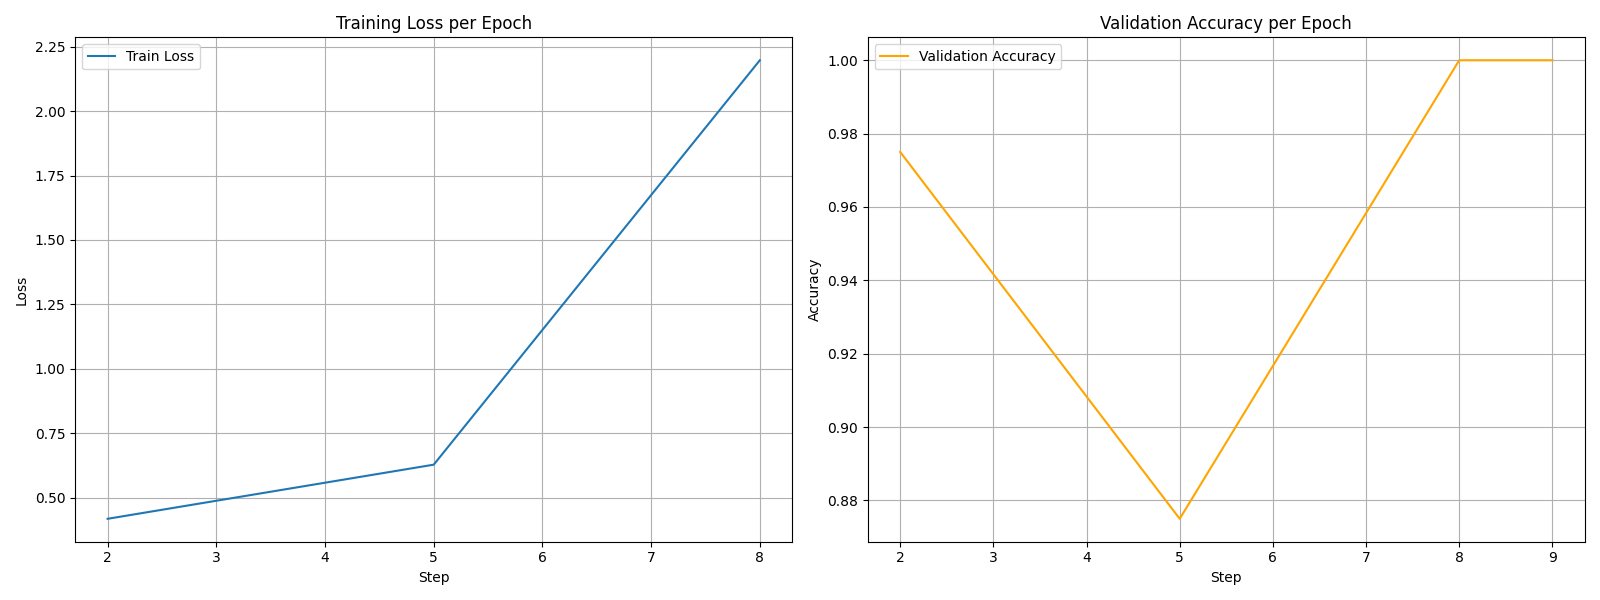 Training Loss per Epoch
Train Loss
2.25
2.00
1.75
1.50
1.25
1.00
0.75
0.50
Loss
2 3 4 5 6 7 8
Step
Validation Accuracy per Epoch
Validation Accuracy
1.00
0.98
0.96
0.94
0.92
0.90
0.88
Accuracy
2 3 4 5 6 7 8 9
Step